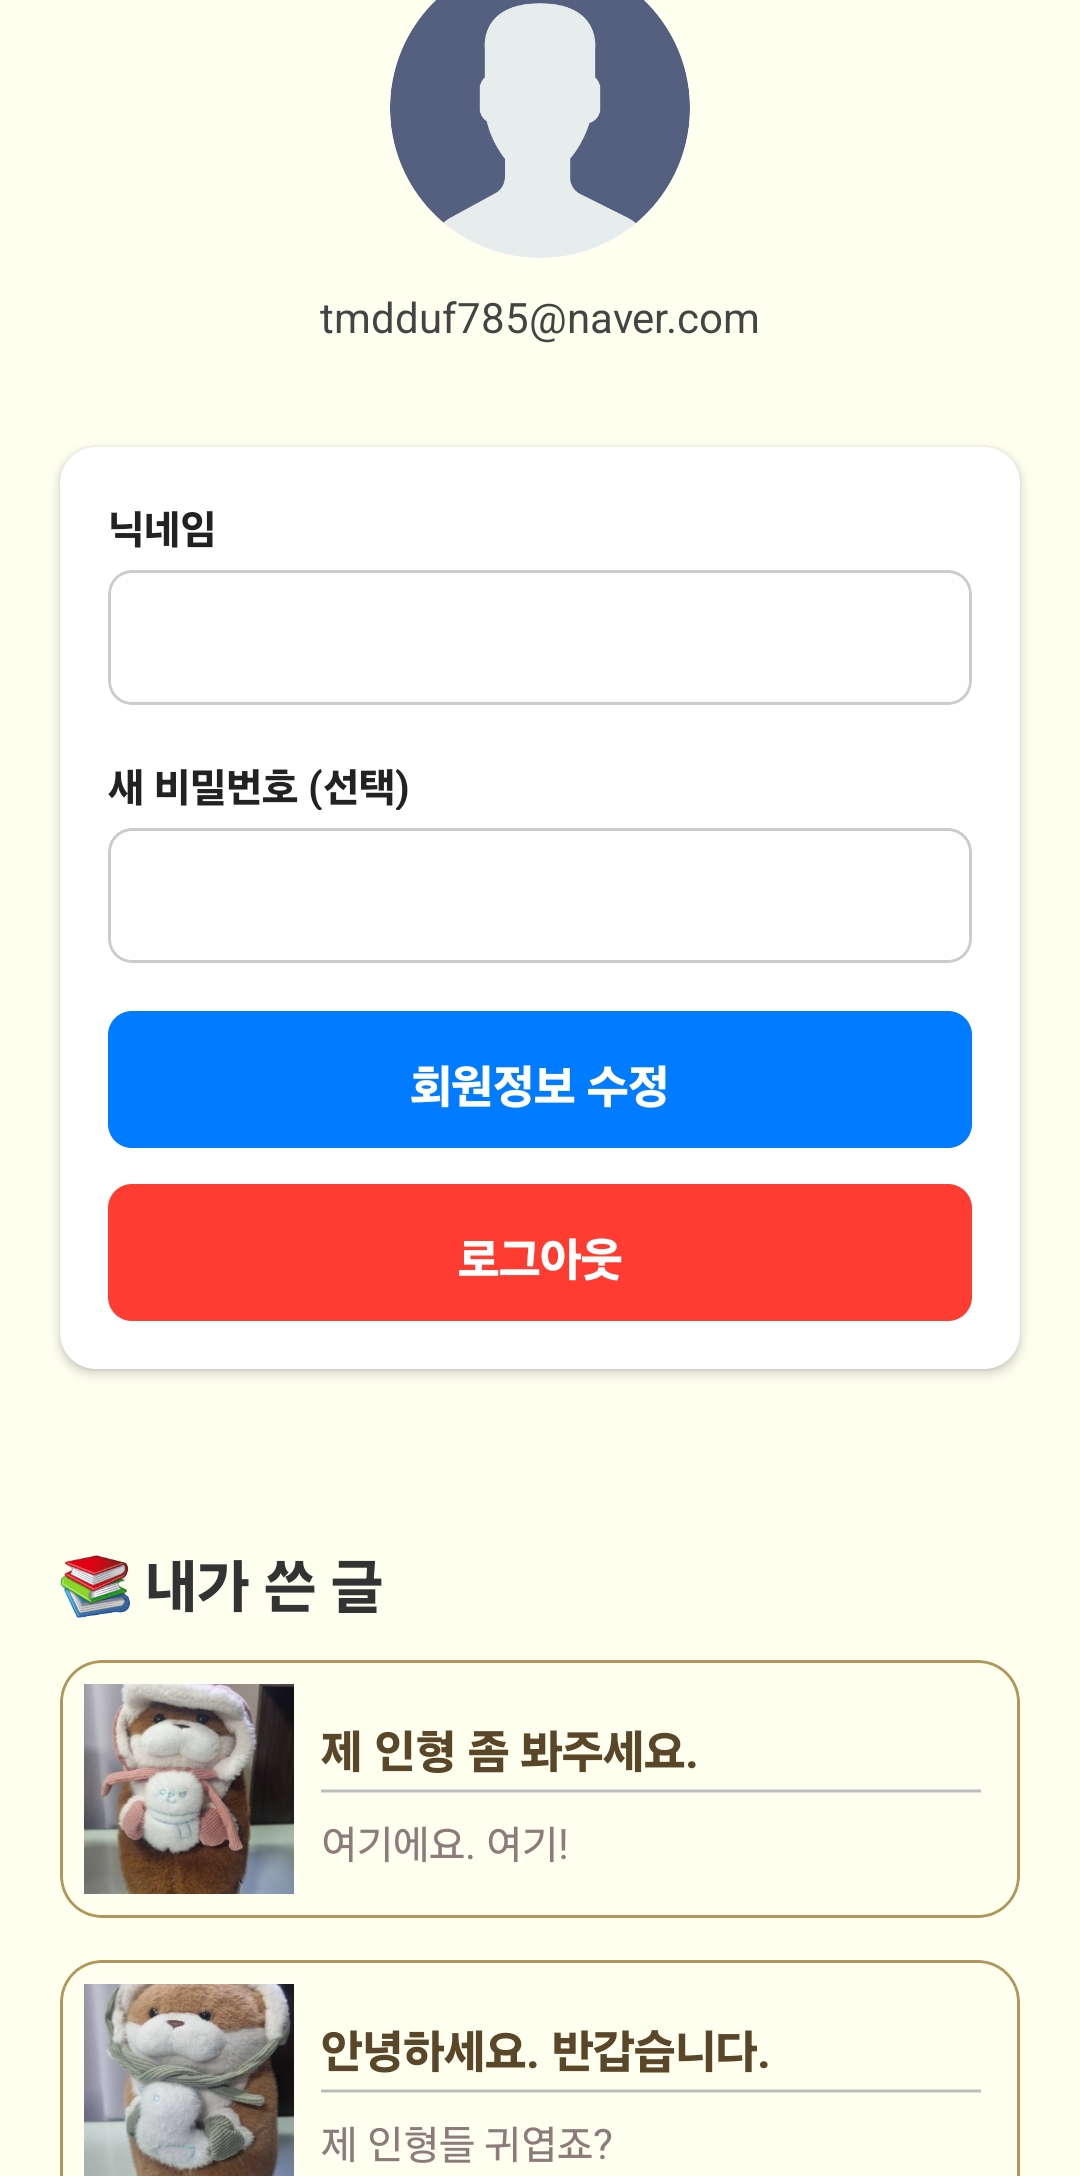 tmdduf785@naver.com
닉네임
새 비밀번호 (선택)
회원정보 수정
로그아웃
📚 내가 쓴 글
제 인형 좀 봐주세요.
여기에요. 여기!
안녕하세요. 반갑습니다.
제 인형들 귀엽죠?